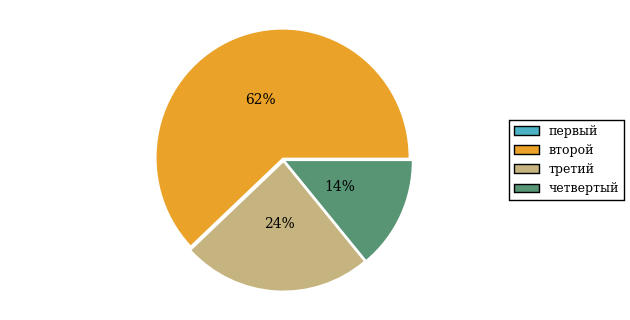 62%
14%
24%
первый
второй
третий
четвертый